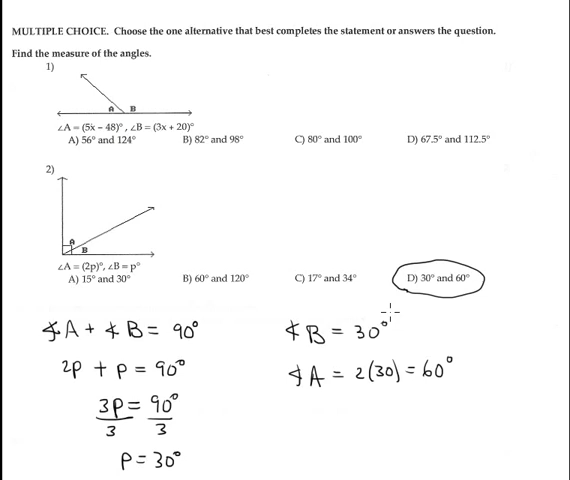 MULTIPLE CHOICE. Choose the one alternative that best completes the statement or answers the question.
Find the measure of the angles.
1)
A B
∠A = (5x − 48)°, ∠B = (3x + 20)°
A) 56° and 124° B) 82° and 98° C) 80° and 100° D) 67.5° and 112.5°
2)
A
B
∠A = (2p)°, ∠B = p°
A) 15° and 30° B) 60° and 120° C) 17° and 34° D) 30° and 60°
∡A + ∡B = 90°
2p + p = 90°
3p = 90°
3 3
p = 30°
∡B = 30°
∡A = 2(30) = 60°